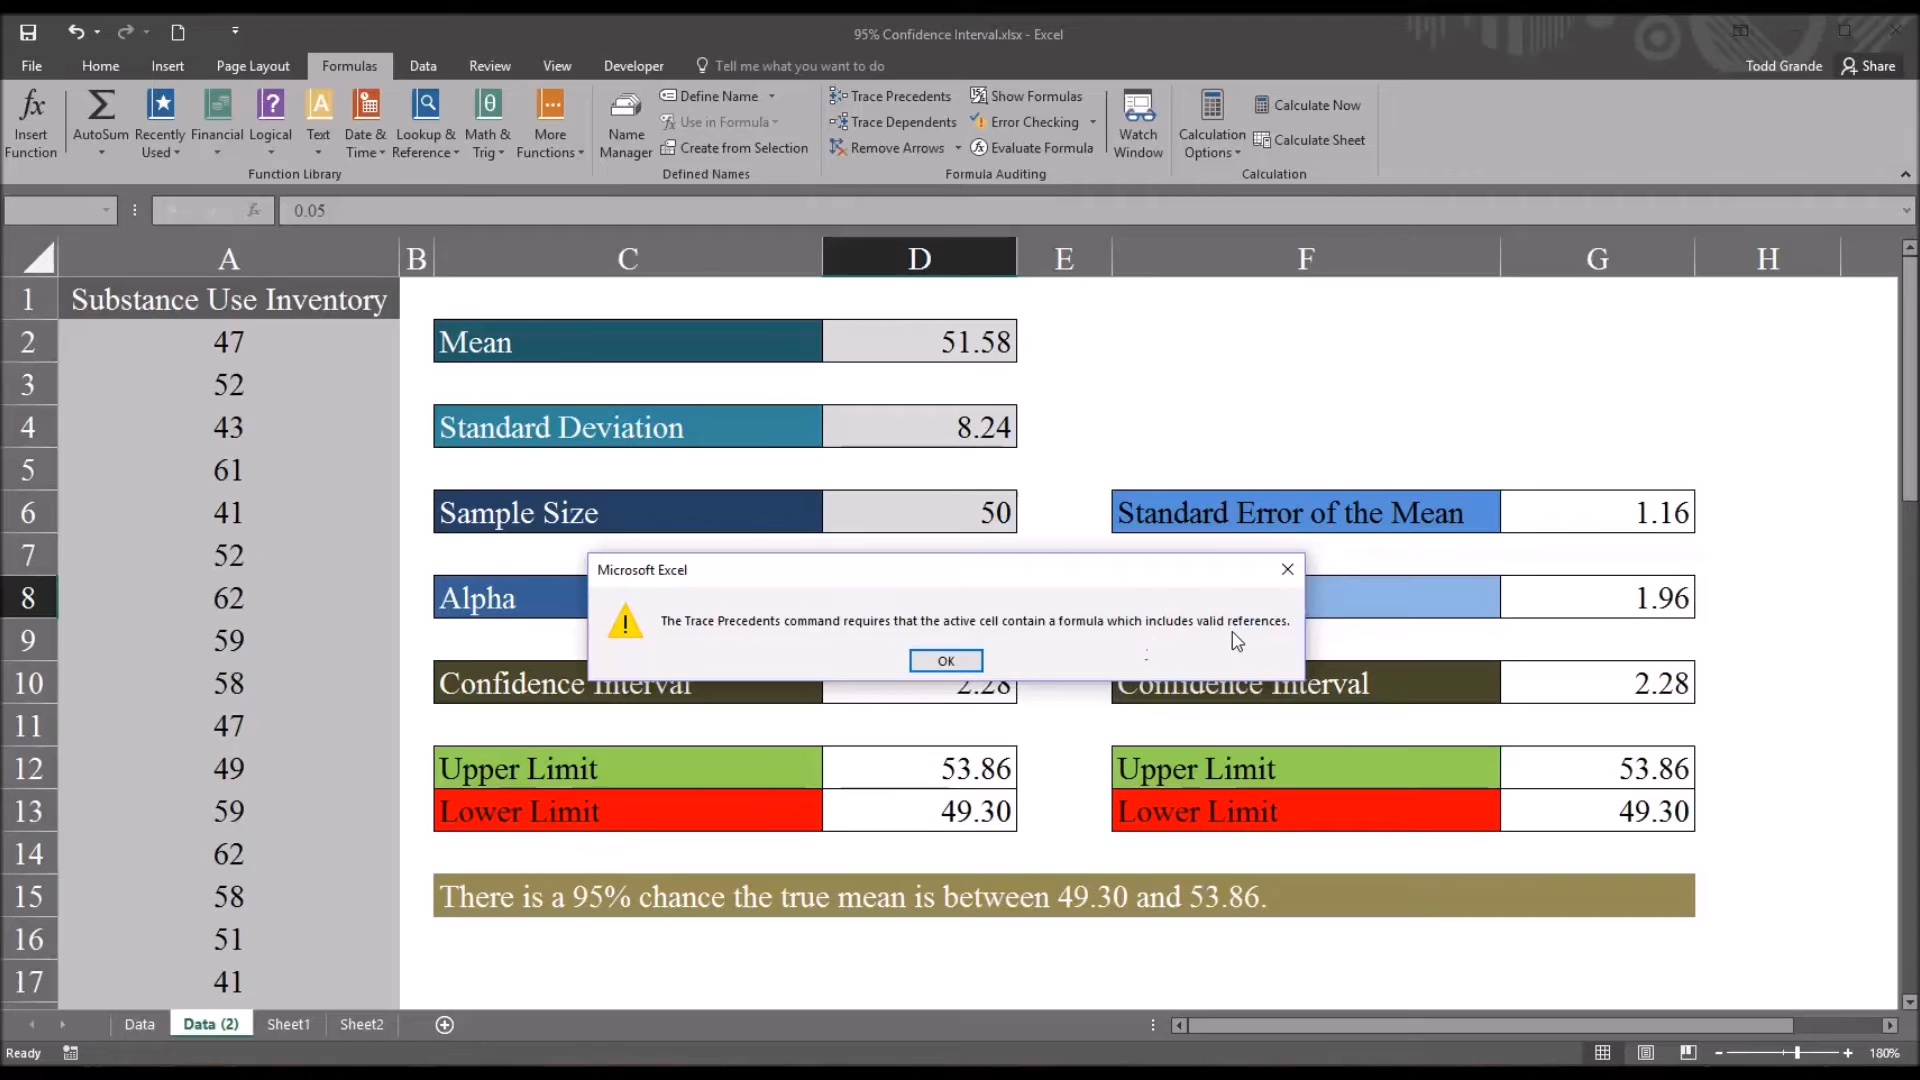 95% Confidence Interval.xlsx - Excel
File Home Insert Page Layout Formulas Data Review View Developer Tell me what you want to do Todd Grande Share
Insert Function
AutoSum
Recently Used
Financial
Logical
Text
Date & Time
Lookup & Reference
Math & Trig
More Functions
Function Library
Name Manager
Define Name
Use in Formula
Create from Selection
Defined Names
Trace Precedents
Trace Dependents
Remove Arrows
Show Formulas
Error Checking
Evaluate Formula
Formula Auditing
Watch Window
Calculation Options
Calculate Now
Calculate Sheet
Calculation
fx 0.05
A B C D E F G H
1 Substance Use Inventory
2 47 Mean 51.58
3 52
4 43 Standard Deviation 8.24
5 61
6 41 Sample Size 50 Standard Error of the Mean 1.16
7 52
Microsoft Excel
8 62 Alpha 1.96
The Trace Precedents command requires that the active cell contain a formula which includes valid references.
9 59
OK
10 58 Confidence Interval 2.28 Confidence Interval 2.28
11 47
12 49 Upper Limit 53.86 Upper Limit 53.86
13 59 Lower Limit 49.30 Lower Limit 49.30
14 62
15 58 There is a 95% chance the true mean is between 49.30 and 53.86.
16 51
17 41
Data Data (2) Sheet1 Sheet2
Ready 180%